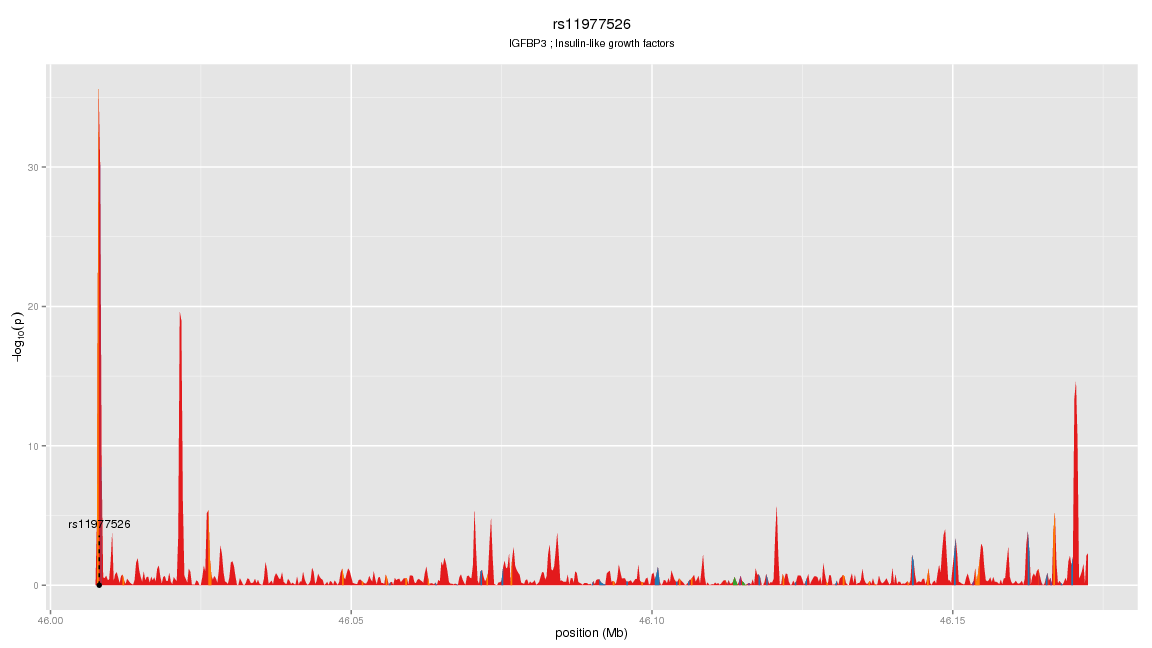 rs11977526
IGFBP3 ; Insulin-like growth factors
30
20
10
0
−log10(p)
rs11977526
46.00
46.05
46.10
46.15
position (Mb)